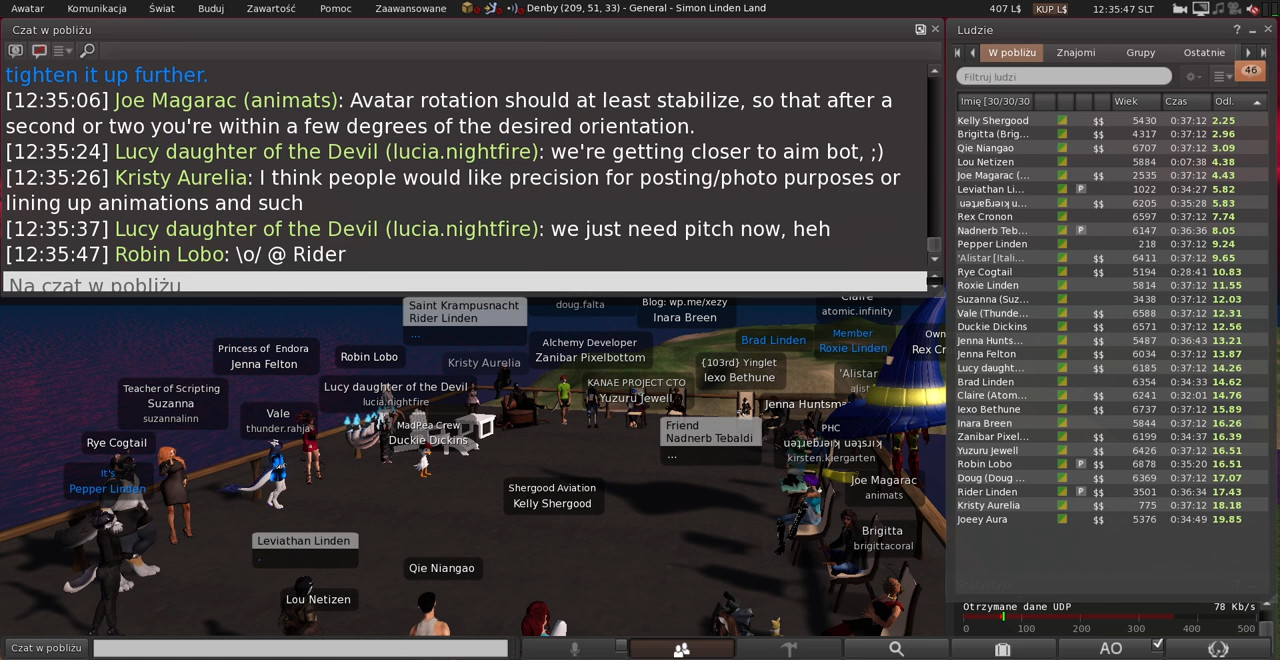 Awatar Komunikacja Świat Buduj Zawartość Pomoc Zaawansowane Denby (209, 51, 33) - General - Simon Linden Land 407 L$ KUP L$ 12:35:47 SLT
Czat w pobliżu
tighten it up further.
[12:35:06] Joe Magarac (animats): Avatar rotation should at least stabilize, so that after a
second or two you're within a few degrees of the desired orientation.
[12:35:24] Lucy daughter of the Devil (lucia.nightfire): we're getting closer to aim bot, ;)
[12:35:26] Kristy Aurelia: I think people would like precision for posting/photo purposes or
lining up animations and such
[12:35:37] Lucy daughter of the Devil (lucia.nightfire): we just need pitch now, heh
[12:35:47] Robin Lobo: \o/ @ Rider
Na czat w pobliżu
Saint Krampusnacht
Rider Linden
...
doug.falta
Blog: wp.me/xezy
Inara Breen
Claire
atomic.infinity
Princess of Endora
Jenna Felton
Robin Lobo
Kristy Aurelia
Alchemy Developer
Zanibar Pixelbottom
Brad Linden
Member
Roxie Linden
Own
Rex Cr
{103rd} Yinglet
Iexo Bethune
'Alistar
alist
Teacher of Scripting
Suzanna
suzannalinn
Lucy daughter of the Devil
lucia.nightfire
KANAE PROJECT CTO
Yuzuru Jewell
Jenna Huntsma
Vale
thunder.rahja
MadPea Crew
Duckie Dickins
Friend
Nadnerb Tebaldi
...
PHC
kirsten.kiergarten
Rye Cogtail
It's
Pepper Linden
Shergood Aviation
Kelly Shergood
Joe Magarac
animats
Brigitta
brigittacoral
Leviathan Linden
.
Qie Niangao
Lou Netizen
Czat w pobliżu
Ludzie
W pobliżu Znajomi Grupy Ostatnie
Filtruj ludzi 46
Imię [30/30/30 Wiek Czas Odl.
Kelly Shergood $$ 5430 0:37:12 2.25
Brigitta (Brig... $$ 4317 0:37:12 2.96
Qie Niangao $$ 6707 0:37:12 3.09
Lou Netizen 5884 0:07:38 4.38
Joe Magarac (... $$ 2535 0:37:12 4.43
Leviathan Li... P 1022 0:34:27 5.82
$$ 6205 0:35:28 5.83
Rex Cronon 6597 0:37:12 7.74
Nadnerb Teb... P 6147 0:36:36 8.05
Pepper Linden 218 0:37:12 9.24
'Alistar [Itali... $$ 6411 0:37:12 9.65
Rye Cogtail $$ 5194 0:28:41 10.83
Roxie Linden 5814 0:37:12 11.55
Suzanna (Suz... 3438 0:37:12 12.03
Vale (Thunde... $$ 6588 0:37:12 12.31
Duckie Dickins $$ 6571 0:37:12 12.56
Jenna Hunts... $$ 5487 0:36:43 13.21
Jenna Felton $$ 6034 0:37:12 13.87
Lucy daught... $$ 6185 0:37:12 14.26
Brad Linden 6354 0:34:33 14.62
Claire (Atom... $$ 6241 0:32:01 14.76
Iexo Bethune $$ 6737 0:37:12 15.89
Inara Breen 5844 0:37:12 16.26
Zanibar Pixel... $$ 6199 0:34:37 16.39
Yuzuru Jewell $$ 6426 0:37:12 16.51
Robin Lobo P $$ 6878 0:35:20 16.51
Doug (Doug ... $$ 6369 0:37:12 17.07
Rider Linden P $$ 3501 0:36:34 17.43
Kristy Aurelia $$ 775 0:37:12 18.18
Joeey Aura $$ 5376 0:34:49 19.85
Otrzymane dane UDP 78 Kb/s
0 100 200 300 400 500
AO